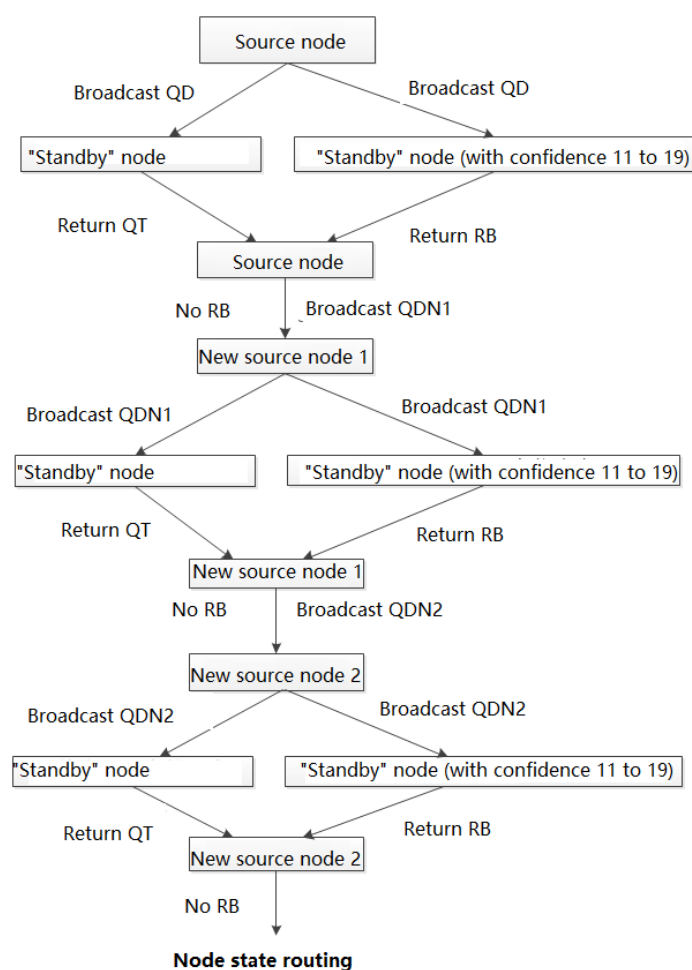 Source node
Broadcast QD
Broadcast QD
"Standby" node
"Standby" node (with confidence 11 to 19)
Return QT
Return RB
Source node
No RB
Broadcast QDN1
New source node 1
Broadcast QDN1
Broadcast QDN1
"Standby" node
"Standby" node (with confidence 11 to 19)
Return QT
Return RB
New source node 1
No RB
Broadcast QDN2
New source node 2
Broadcast QDN2
Broadcast QDN2
"Standby" node
"Standby" node (with confidence 11 to 19)
Return QT
Return RB
New source node 2
No RB
Node state routing